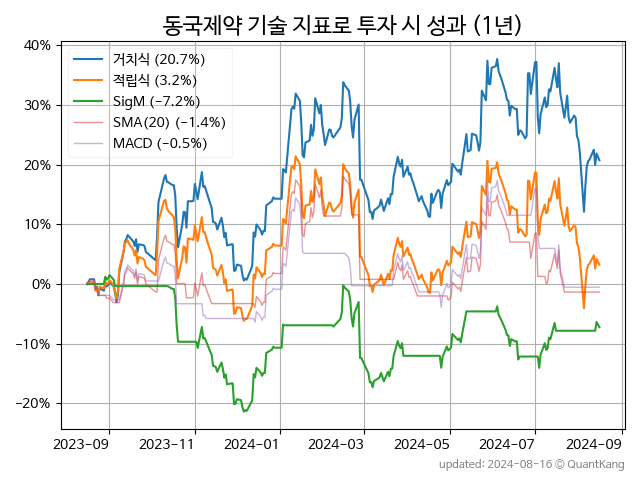 동국제약 기술 지표로 투자 시 성과 (1년)
거치식 (20.7%)
적립식 (3.2%)
SigM (−7.2%)
SMA(20) (−1.4%)
MACD (−0.5%)
40%
30%
20%
10%
0%
−10%
−20%
2023-09 2023-11 2024-01 2024-03 2024-05 2024-07 2024-09
updated: 2024-08-16 © QuantKang